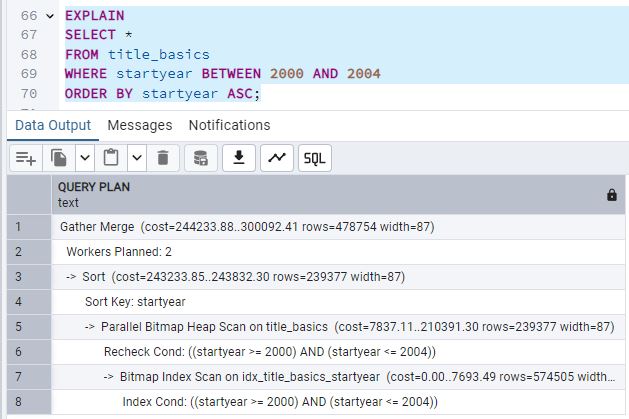 66 EXPLAIN
67 SELECT *
68 FROM title_basics
69 WHERE startyear BETWEEN 2000 AND 2004
70 ORDER BY startyear ASC;
Data Output Messages Notifications
SQL
QUERY PLAN
text
1 Gather Merge (cost=244233.88..300092.41 rows=478754 width=87)
2 Workers Planned: 2
3 -> Sort (cost=243233.85..243832.30 rows=239377 width=87)
4 Sort Key: startyear
5 -> Parallel Bitmap Heap Scan on title_basics (cost=7837.11..210391.30 rows=239377 width=87)
6 Recheck Cond: ((startyear >= 2000) AND (startyear <= 2004))
7 -> Bitmap Index Scan on idx_title_basics_startyear (cost=0.00..7693.49 rows=574505 width...
8 Index Cond: ((startyear >= 2000) AND (startyear <= 2004))